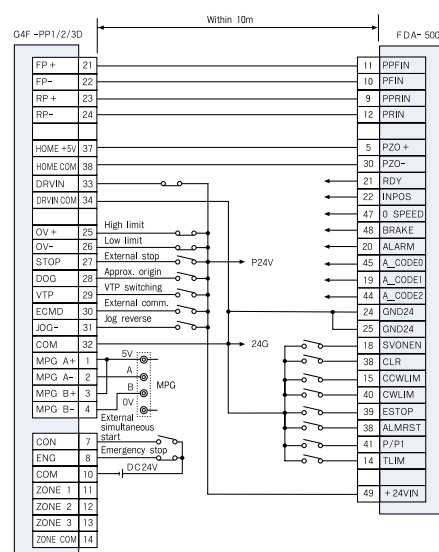 Within 10m
G4F-PP1/2/3D
FDA-500
FP+ 21
FP- 22
RP+ 23
RP- 24
HOME +5V 37
HOME COM 38
DRVIN 33
DRVIN COM 34
OV+ 25 High limit
OV- 26 Low limit
STOP 27 External stop
DOG 28 Approx. origin
VTP 29 VTP switching
ECMD 30 External comm.
JOG- 31 Jog reverse
COM 32
MPG A+ 1
MPG A- 2
MPG B+ 3
MPG B- 4
5V
A
B
0V
MPG
P24V
24G
External
simultaneous
start
CON 7
ENG 8 Emergency stop
COM 10 DC24V
ZONE 1 11
ZONE 2 12
ZONE 3 13
ZONE COM 14
11 PPFIN
10 PFIN
9 PPRIN
12 PRIN
5 PZO+
30 PZO-
21 RDY
22 INPOS
47 0 SPEED
48 BRAKE
20 ALARM
45 A_CODE0
19 A_CODE1
44 A_CODE2
24 GND24
25 GND24
18 SVONEN
38 CLR
15 CCWLIM
40 CWLIM
39 ESTOP
38 ALMRST
41 P/P1
14 TLIM
49 +24VIN